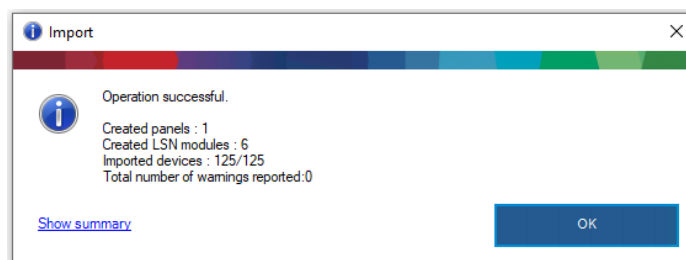 Import
Operation successful.
Created panels : 1
Created LSN modules : 6
Imported devices : 125/125
Total number of warnings reported:0
Show summary
OK